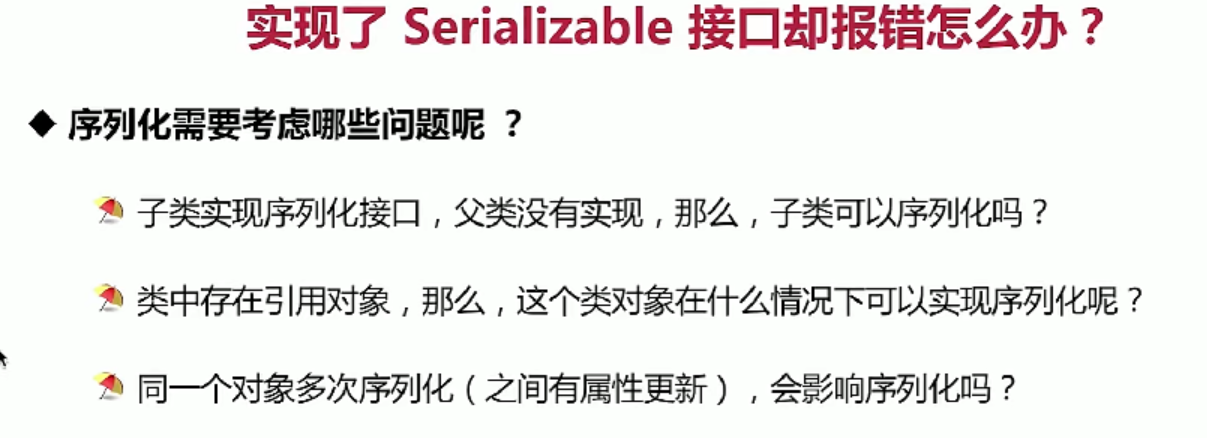 实现了 Serializable 接口却报错怎么办？
◆ 序列化需要考虑哪些问题呢 ？
子类实现序列化接口，父类没有实现，那么，子类可以序列化吗？
类中存在引用对象，那么，这个类对象在什么情况下可以实现序列化呢？
同一个对象多次序列化（之间有属性更新），会影响序列化吗？